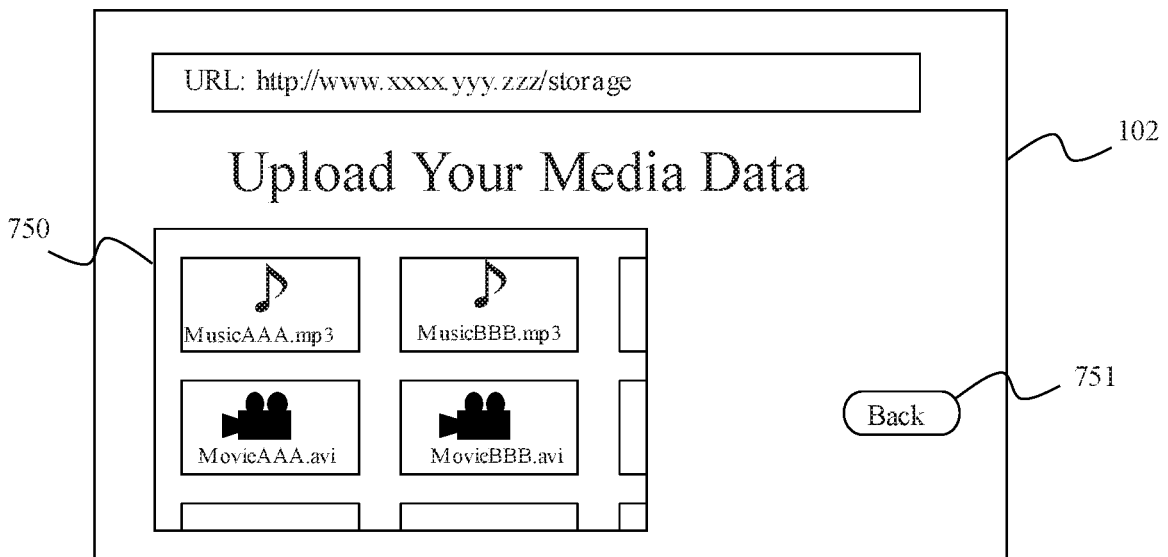 URL: http://www.xxxx.yyy.zzz/storage
102
Upload Your Media Data
750
MusicAAA.mp3
MusicBBB.mp3
751
Back
MovieAAA.avi
MovieBBB.avi